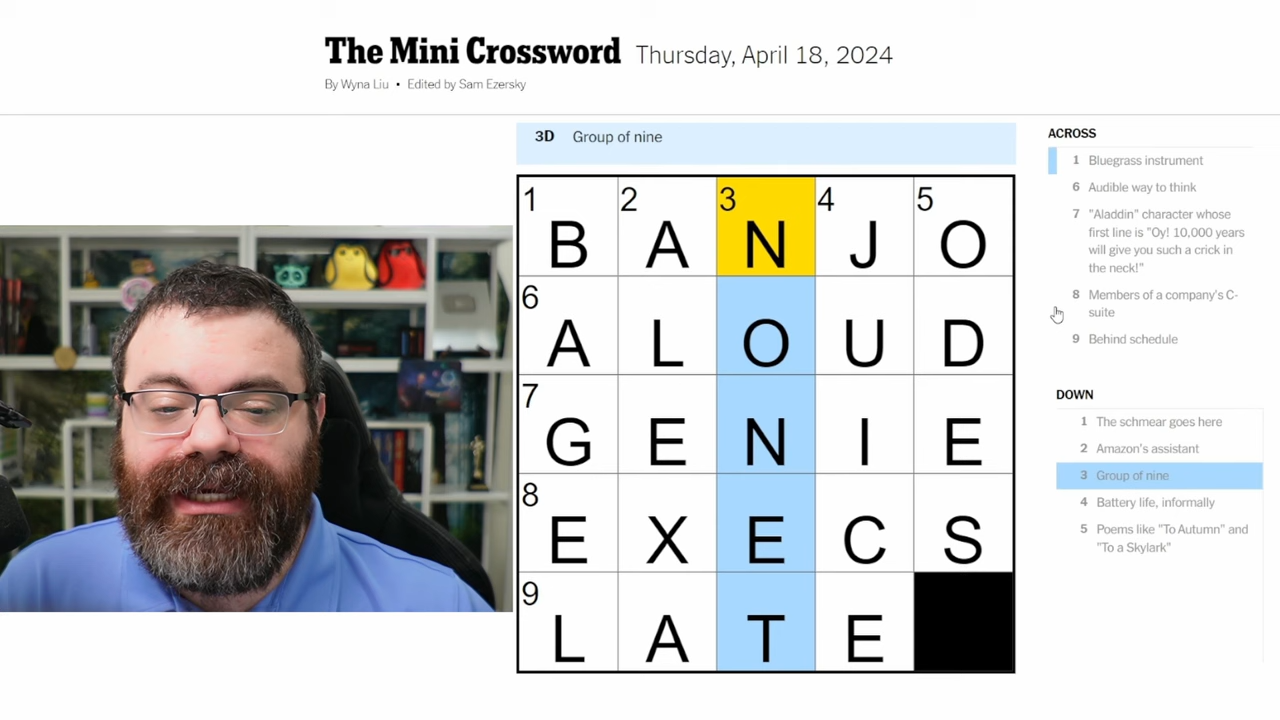 The Mini Crossword Thursday, April 18, 2024
By Wyna Liu • Edited by Sam Ezersky
3D Group of nine
1 2 3 4 5
B A N J O
6
A L O U D
7
G E N I E
8
E X E C S
9
L A T E
ACROSS
1 Bluegrass instrument
6 Audible way to think
7 "Aladdin" character whose
first line is "Oy! 10,000 years
will give you such a crick in
the neck!"
8 Members of a company's C-
suite
9 Behind schedule
DOWN
1 The schmear goes here
2 Amazon's assistant
3 Group of nine
4 Battery life, informally
5 Poems like "To Autumn" and
"To a Skylark"